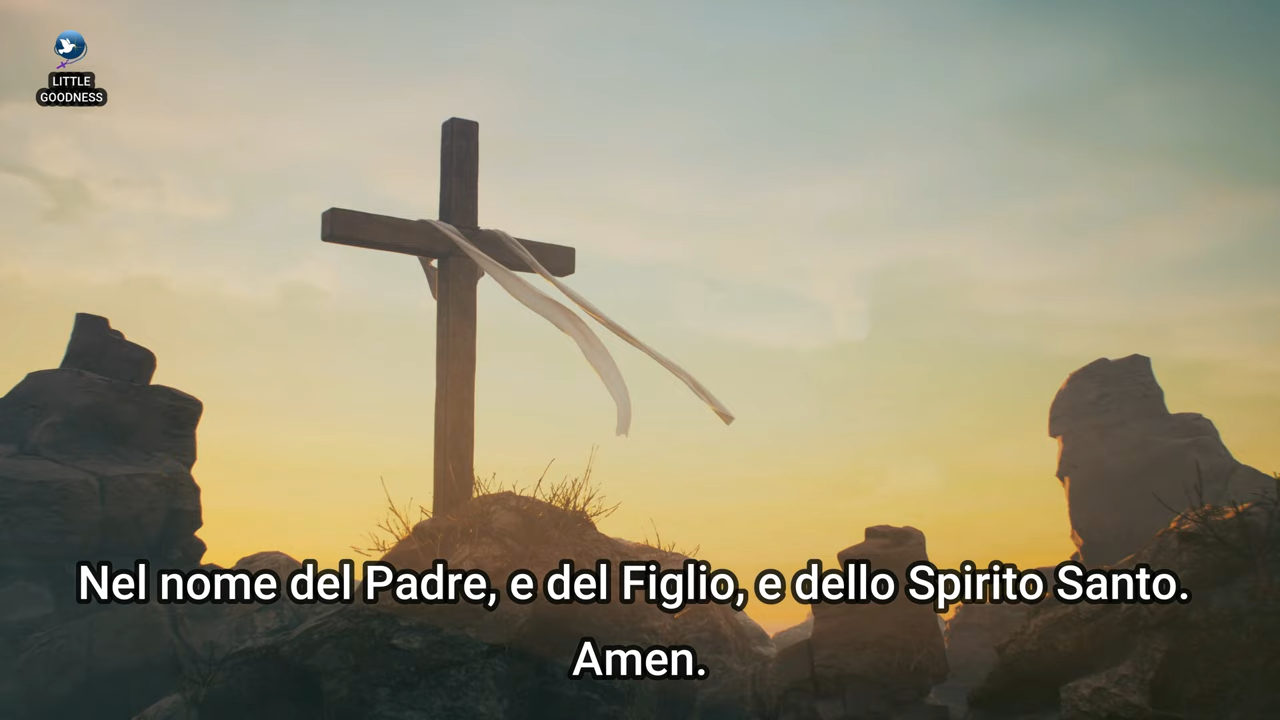 LITTLE
GOODNESS
Nel nome del Padre, e del Figlio, e dello Spirito Santo.
Amen.